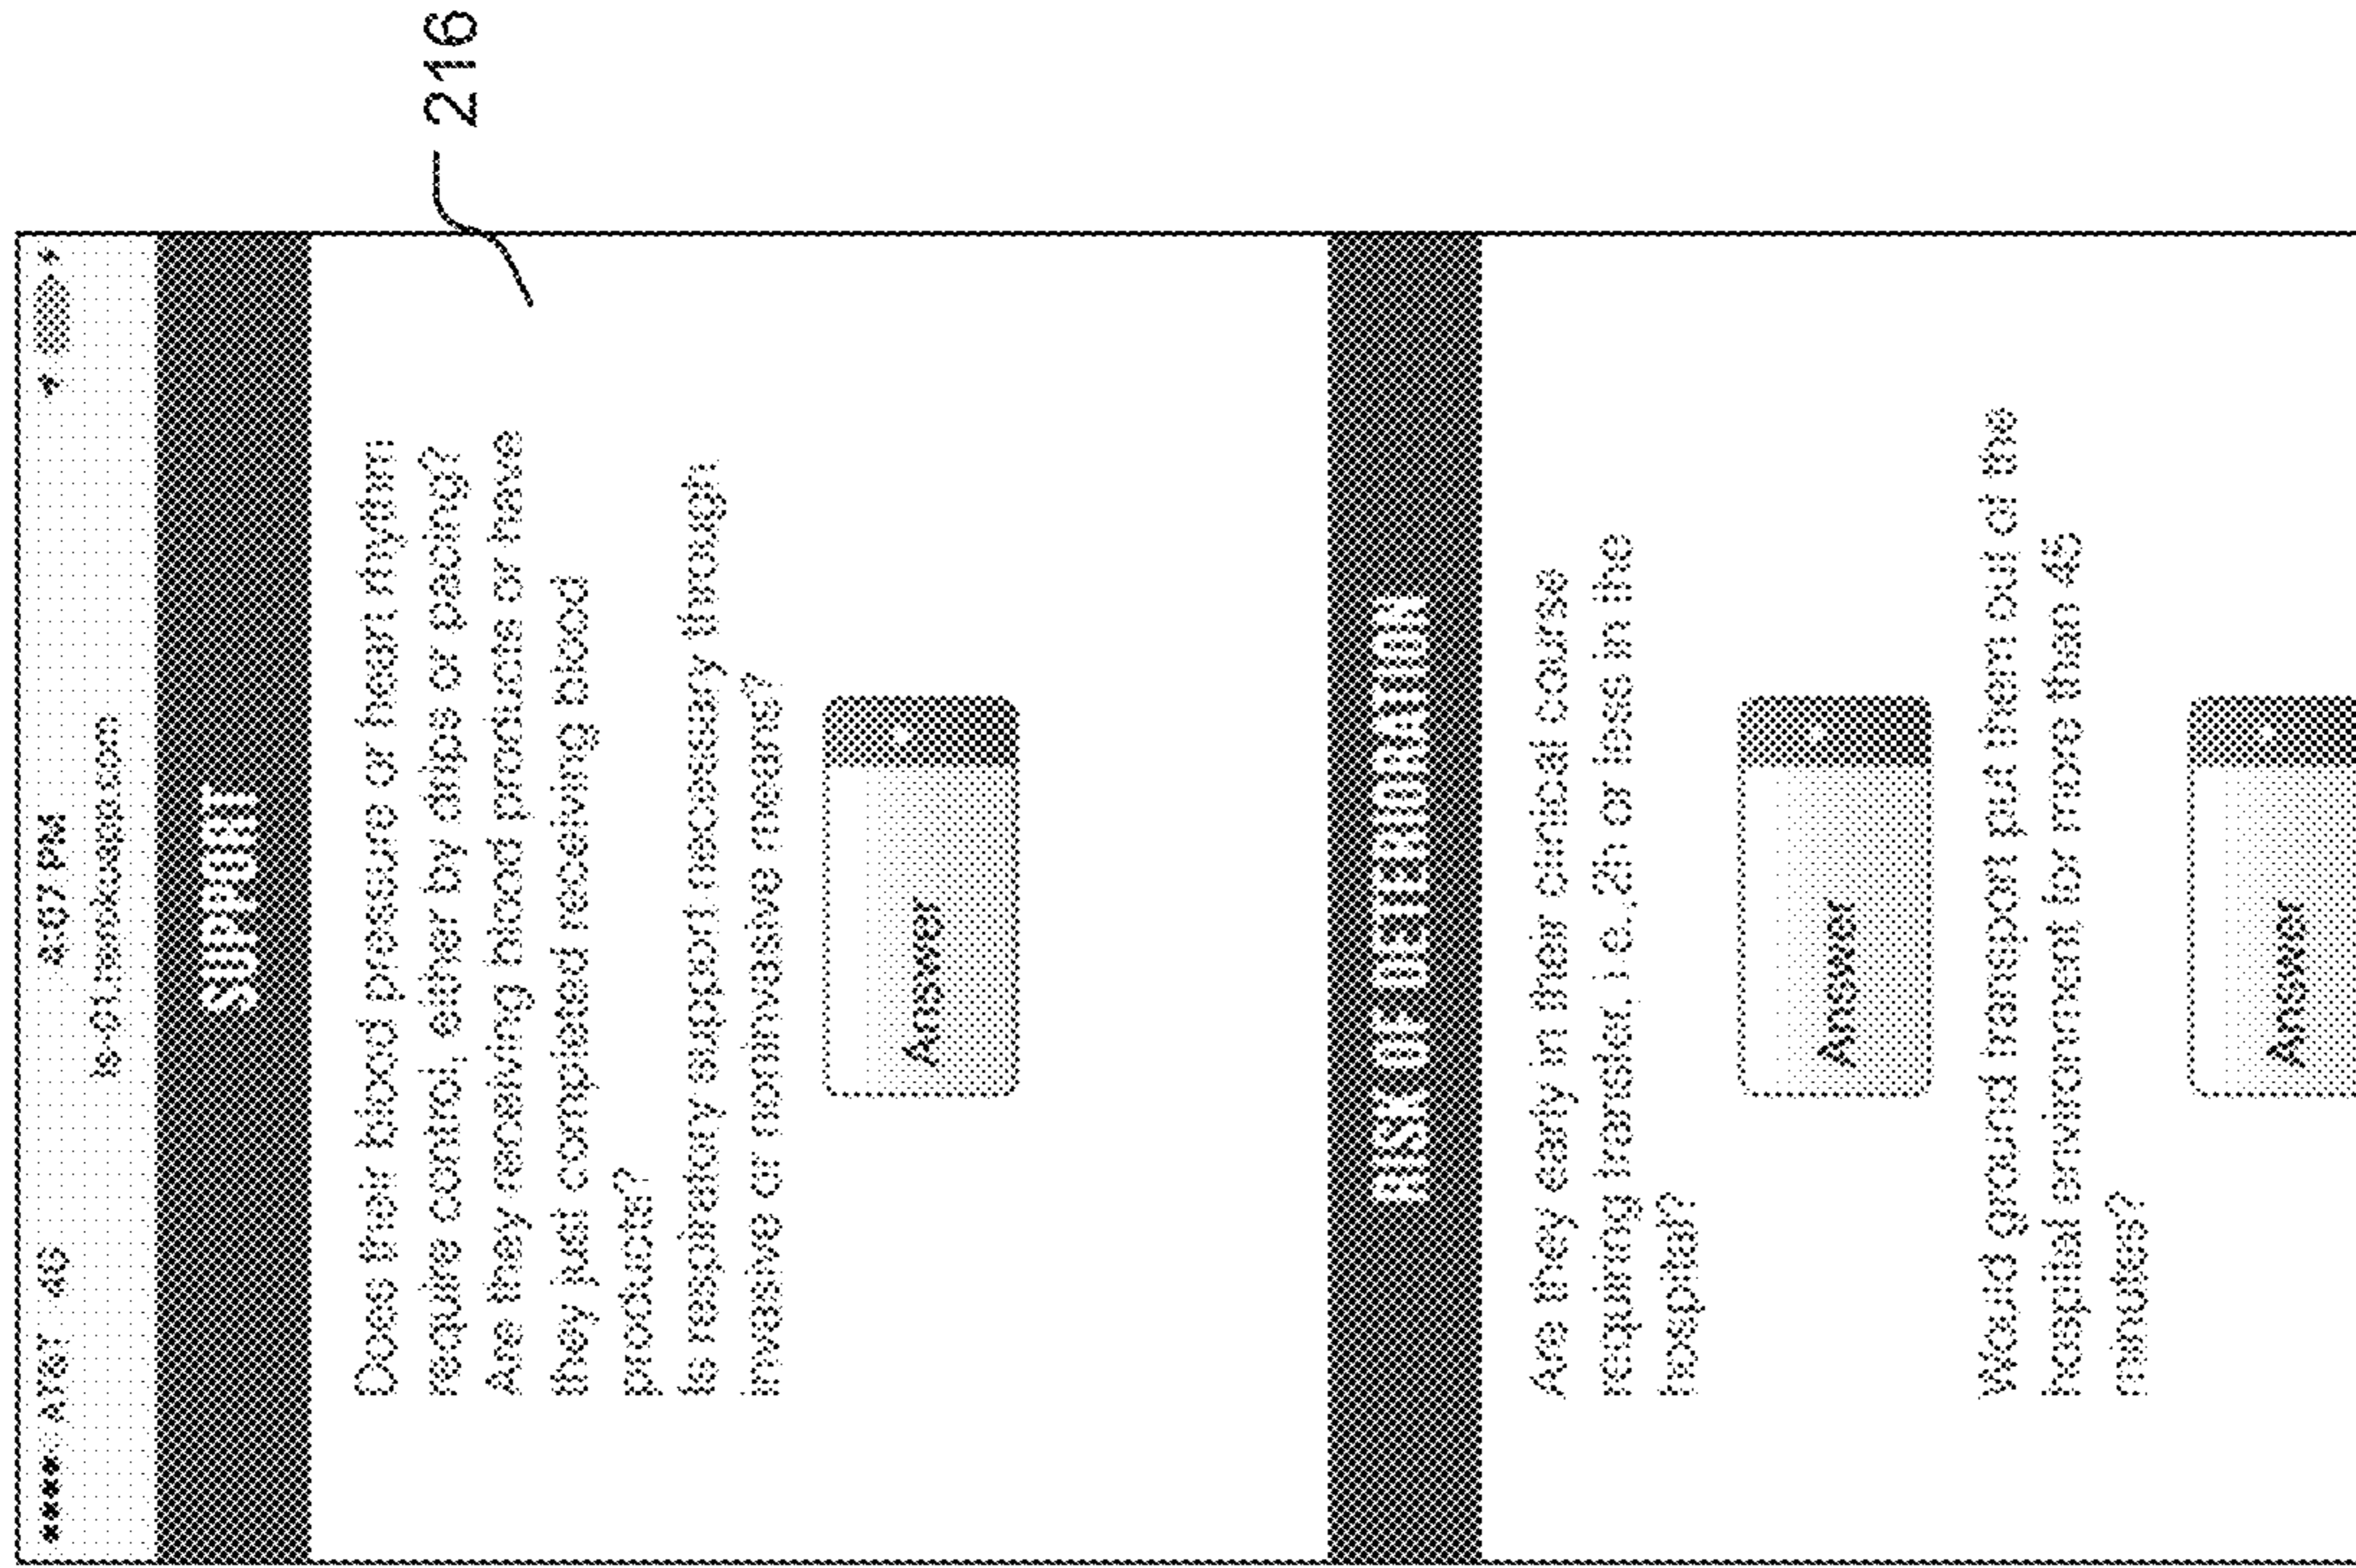 AT&T 4G 8:07 PM
SUPPORT
Does their blood pressure or heart rhythm
require control, either by drips or pacing?
Are they receiving blood products or have
they just completed receiving blood
products?
Is respiratory support necessary through
invasive or noninvasive means?
Answer
RISK OF DETERIORATION
Are they early in their clinical course
requiring transfer, i.e. 2h or less in the
hospital?
Answer
Would ground transport put them out of the
hospital environment for more than 45
minutes?
Answer
216